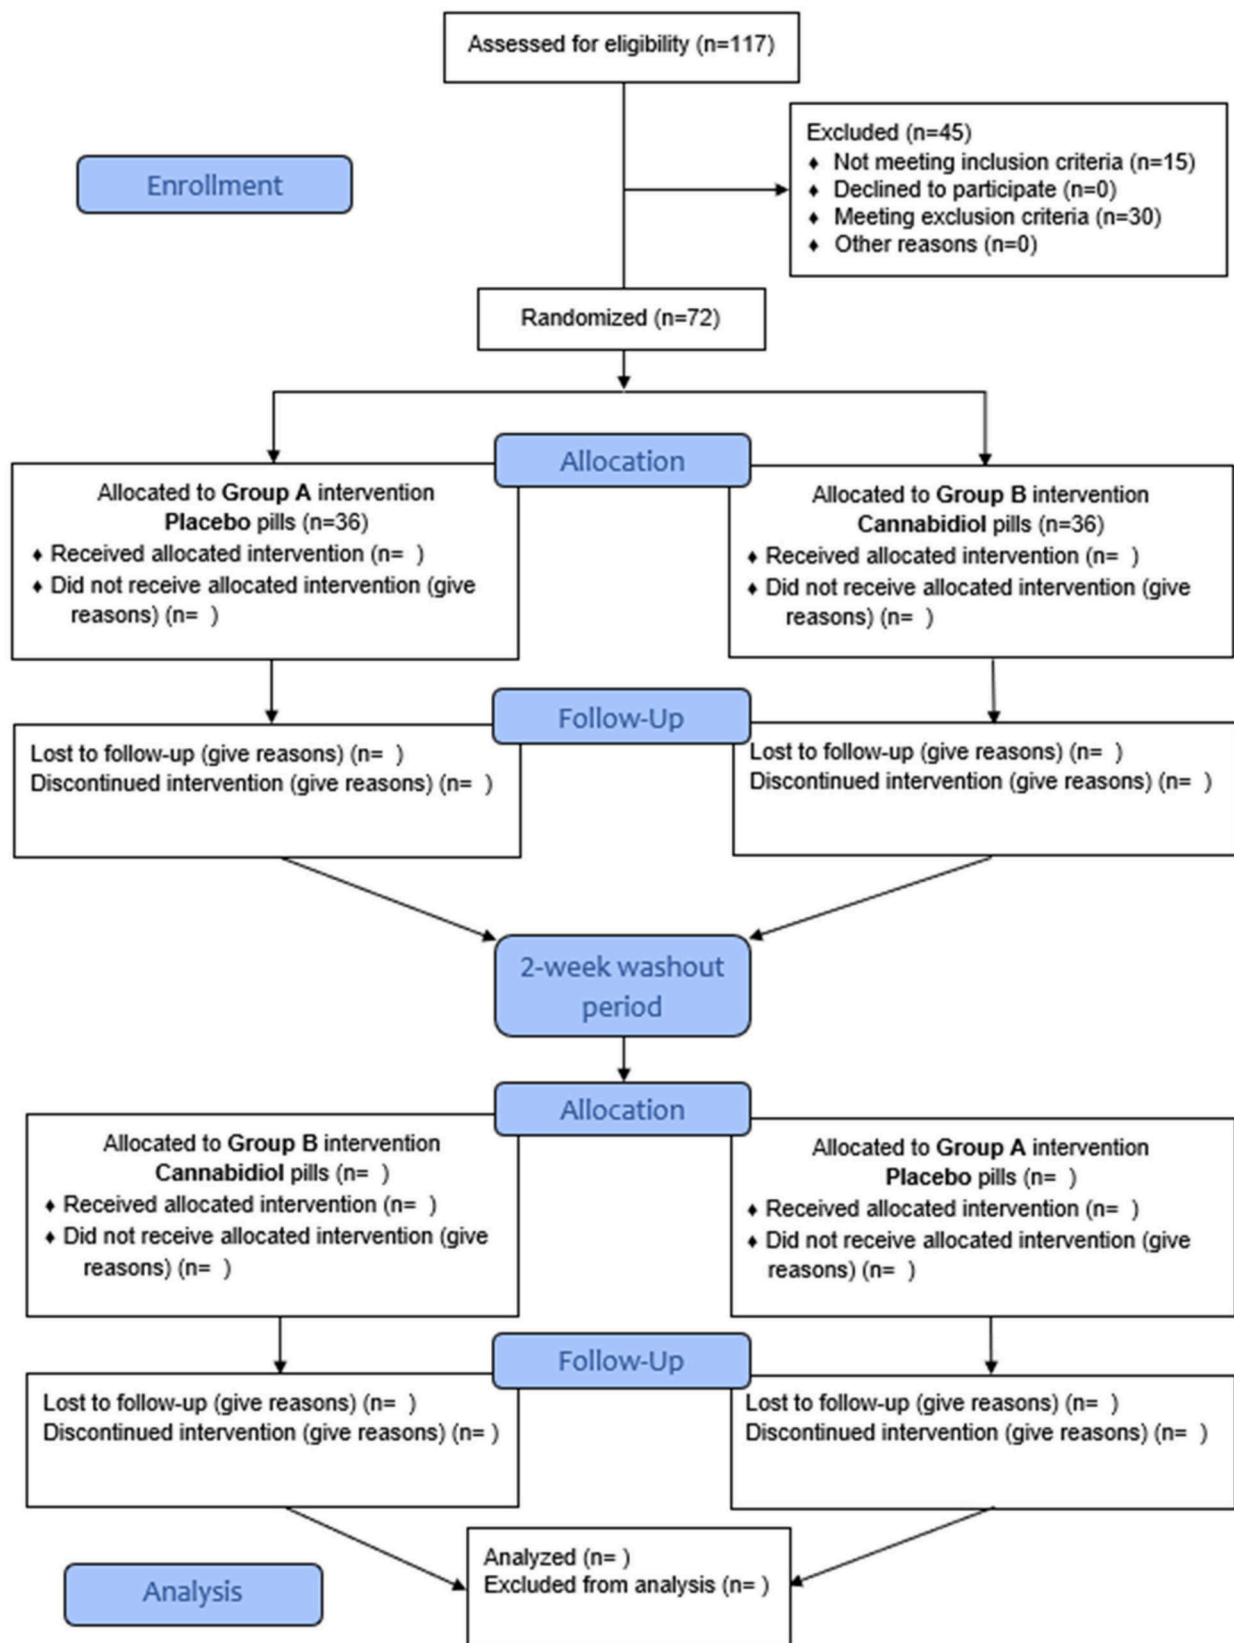 Assessed for eligibility (n=117)
Excluded (n=45)
♦ Not meeting inclusion criteria (n=15)
♦ Declined to participate (n=0)
♦ Meeting exclusion criteria (n=30)
♦ Other reasons (n=0)
Enrollment
Randomized (n=72)
Allocation
Allocated to Group A intervention
Placebo pills (n=36)
♦ Received allocated intervention (n=  )
♦ Did not receive allocated intervention (give
reasons) (n=  )
Allocated to Group B intervention
Cannabidiol pills (n=36)
♦ Received allocated intervention (n=  )
♦ Did not receive allocated intervention (give
reasons) (n=  )
Follow-Up
Lost to follow-up (give reasons) (n=  )
Discontinued intervention (give reasons) (n=  )
Lost to follow-up (give reasons) (n=  )
Discontinued intervention (give reasons) (n=  )
2-week washout
period
Allocation
Allocated to Group B intervention
Cannabidiol pills (n=  )
♦ Received allocated intervention (n=  )
♦ Did not receive allocated intervention (give
reasons) (n=  )
Allocated to Group A intervention
Placebo pills (n=  )
♦ Received allocated intervention (n=  )
♦ Did not receive allocated intervention (give
reasons) (n=  )
Follow-Up
Lost to follow-up (give reasons) (n=  )
Discontinued intervention (give reasons) (n= )
Lost to follow-up (give reasons) (n=  )
Discontinued intervention (give reasons) (n=  )
Analyzed (n= )
Excluded from analysis (n= )
Analysis